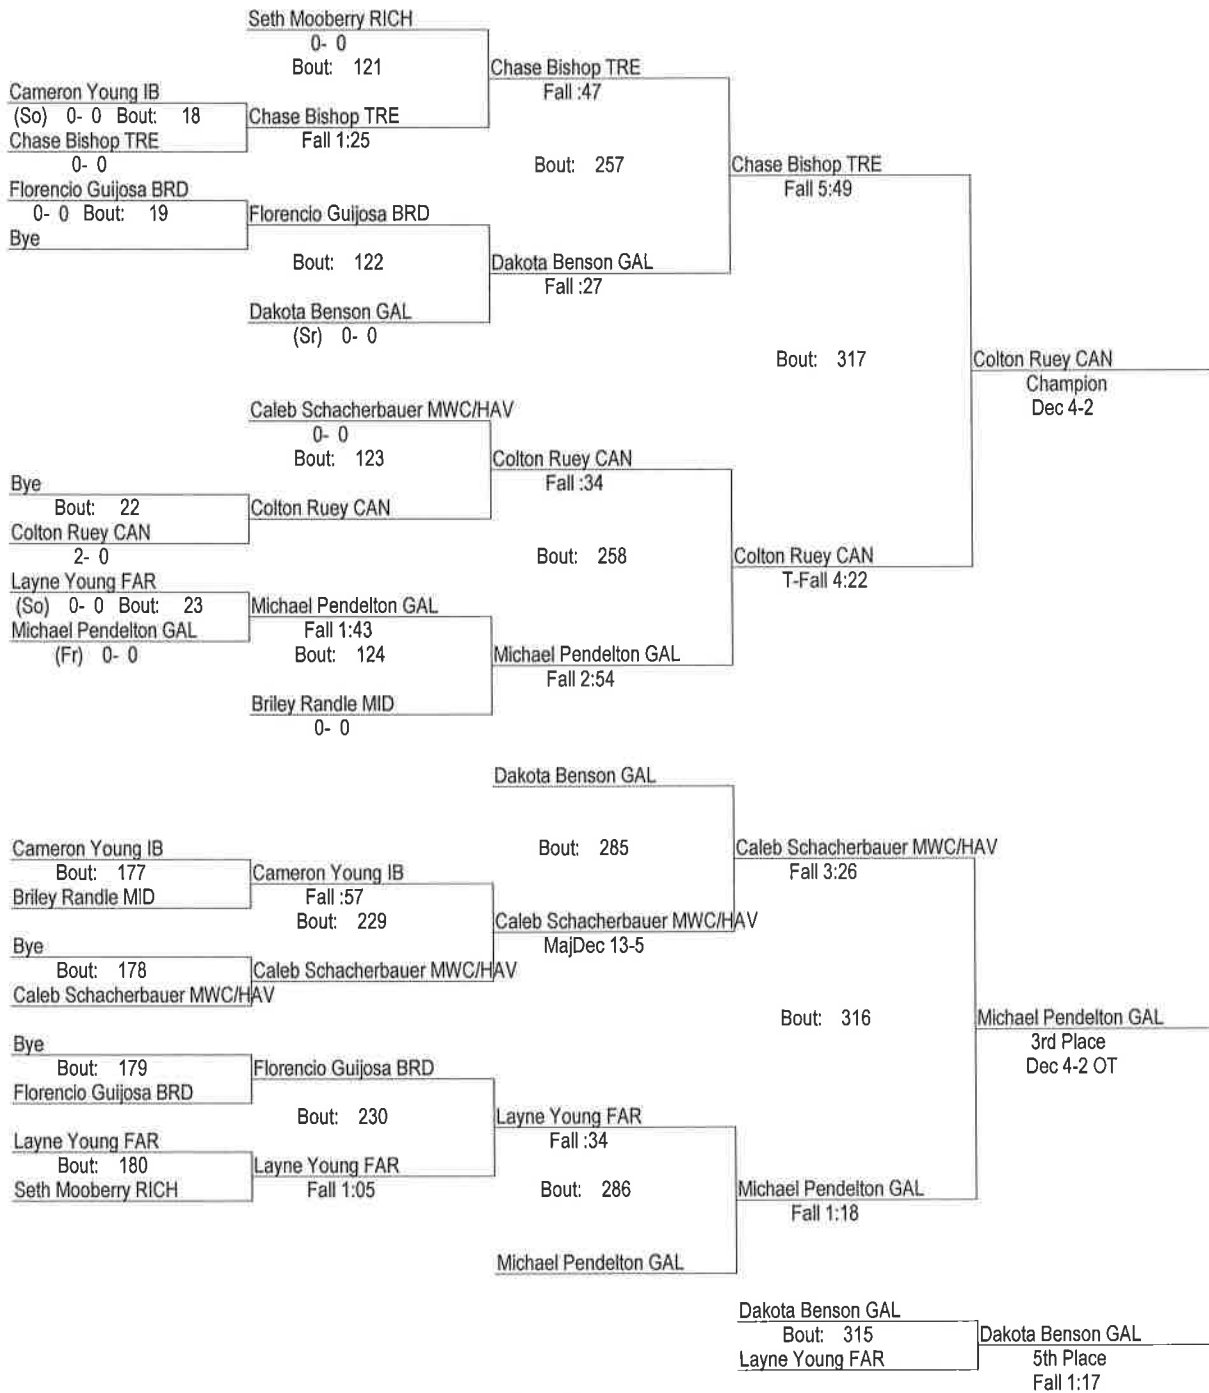 Seth Mooberry RICH
0- 0
Bout: 121
Chase Bishop TRE
Fall :47
Cameron Young IB
(So) 0- 0 Bout: 18
Chase Bishop TRE
Fall 1:25
Chase Bishop TRE
0- 0
Bout: 257
Chase Bishop TRE
Fall 5:49
Florencio Guijosa BRD
0- 0 Bout: 19
Florencio Guijosa BRD
Bye
Bout: 122
Dakota Benson GAL
Fall :27
Dakota Benson GAL
(Sr) 0- 0
Bout: 317
Colton Ruey CAN
Champion
Dec 4-2
Caleb Schacherbauer MWC/HAV
0- 0
Bout: 123
Colton Ruey CAN
Fall :34
Bye
Bout: 22
Colton Ruey CAN
Colton Ruey CAN
2- 0
Bout: 258
Colton Ruey CAN
T-Fall 4:22
Layne Young FAR
(So) 0- 0 Bout: 23
Michael Pendelton GAL
Fall 1:43
Michael Pendelton GAL
(Fr) 0- 0
Bout: 124
Michael Pendelton GAL
Fall 2:54
Briley Randle MID
0- 0
Dakota Benson GAL
Bout: 285
Caleb Schacherbauer MWC/HAV
Fall 3:26
Cameron Young IB
Bout: 177
Cameron Young IB
Fall :57
Briley Randle MID
Bout: 229
Caleb Schacherbauer MWC/HAV
MajDec 13-5
Bye
Bout: 178
Caleb Schacherbauer MWC/HAV
Caleb Schacherbauer MWC/HAV
Bout: 316
Michael Pendelton GAL
3rd Place
Dec 4-2 OT
Bye
Bout: 179
Florencio Guijosa BRD
Florencio Guijosa BRD
Bout: 230
Layne Young FAR
Fall :34
Layne Young FAR
Bout: 180
Layne Young FAR
Fall 1:05
Seth Mooberry RICH
Bout: 286
Michael Pendelton GAL
Fall 1:18
Michael Pendelton GAL
Dakota Benson GAL
Bout: 315
Dakota Benson GAL
Layne Young FAR
5th Place
Fall 1:17